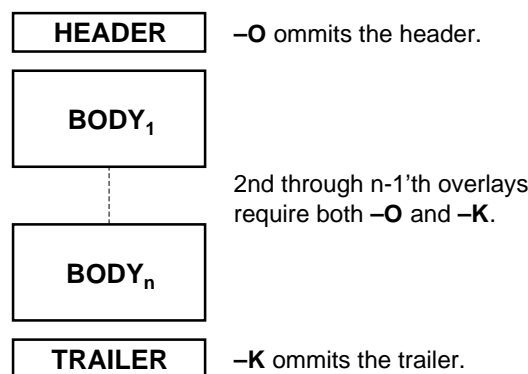 HEADER –O ommits the header.
BODY1
2nd through n-1’th overlays
require both –O and –K.
BODYn
TRAILER –K ommits the trailer.